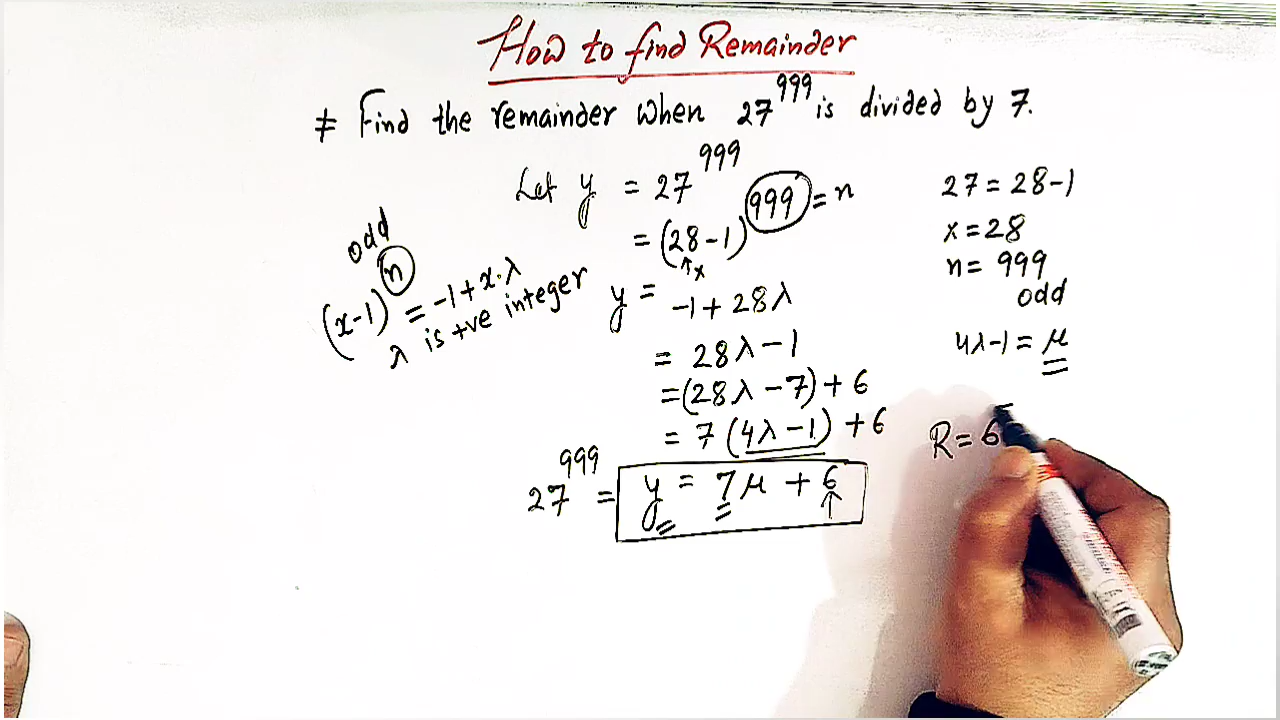 How to find Remainder
≠ Find the remainder when 27^999 is divided by 7.
Let y = 27^999
= (28-1)^999 = n
↑x
y = -1 + 28λ
= 28λ - 1
= (28λ - 7) + 6
= 7 (4λ - 1) + 6
27^999 = y = 7μ + 6
↑
odd
(x-1)^n = -1 + x·λ
λ is +ve integer
27 = 28-1
x = 28
n = 999
odd
4λ-1 = μ
R = 6